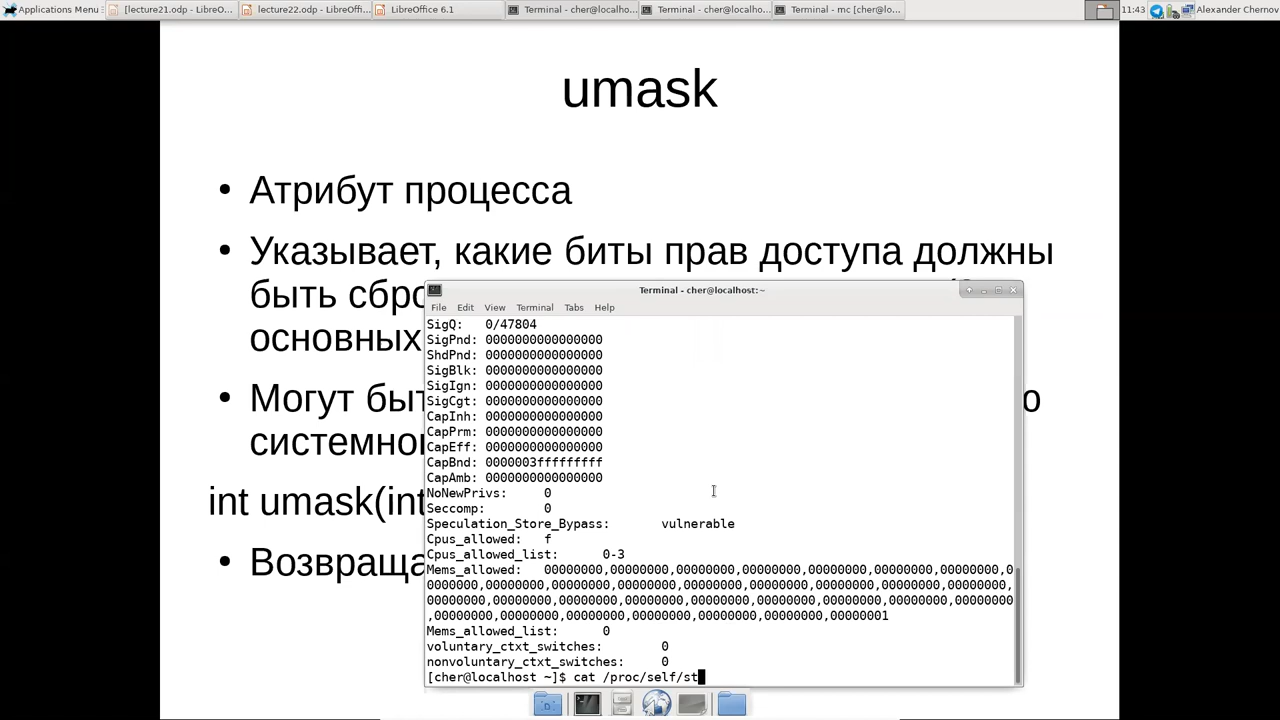 Applications Menu
[lecture21.odp - LibreO...
lecture22.odp - LibreOffi...
LibreOffice 6.1
Terminal - cher@localho...
Terminal - cher@localho...
Terminal - mc [cher@lo...
11:43
Alexander Chernov
umask
• Атрибут процесса
• Указывает, какие биты прав доступа должны
быть сбро
основных
• Могут быт
о
системно
int umask(int
• Возвраща
Terminal - cher@localhost:~
File Edit View Terminal Tabs Help
SigQ: 0/47804
SigPnd: 0000000000000000
ShdPnd: 0000000000000000
SigBlk: 0000000000000000
SigIgn: 0000000000000000
SigCgt: 0000000000000000
CapInh: 0000000000000000
CapPrm: 0000000000000000
CapEff: 0000000000000000
CapBnd: 0000003fffffffff
CapAmb: 0000000000000000
NoNewPrivs: 0
Seccomp: 0
Speculation_Store_Bypass: vulnerable
Cpus_allowed: f
Cpus_allowed_list: 0-3
Mems_allowed: 00000000,00000000,00000000,00000000,00000000,00000000,00000000,0
0000000,00000000,00000000,00000000,00000000,00000000,00000000,00000000,00000000,
00000000,00000000,00000000,00000000,00000000,00000000,00000000,00000000,00000000
,00000000,00000000,00000000,00000000,00000000,00000000,00000001
Mems_allowed_list: 0
voluntary_ctxt_switches: 0
nonvoluntary_ctxt_switches: 0
[cher@localhost ~]$ cat /proc/self/st